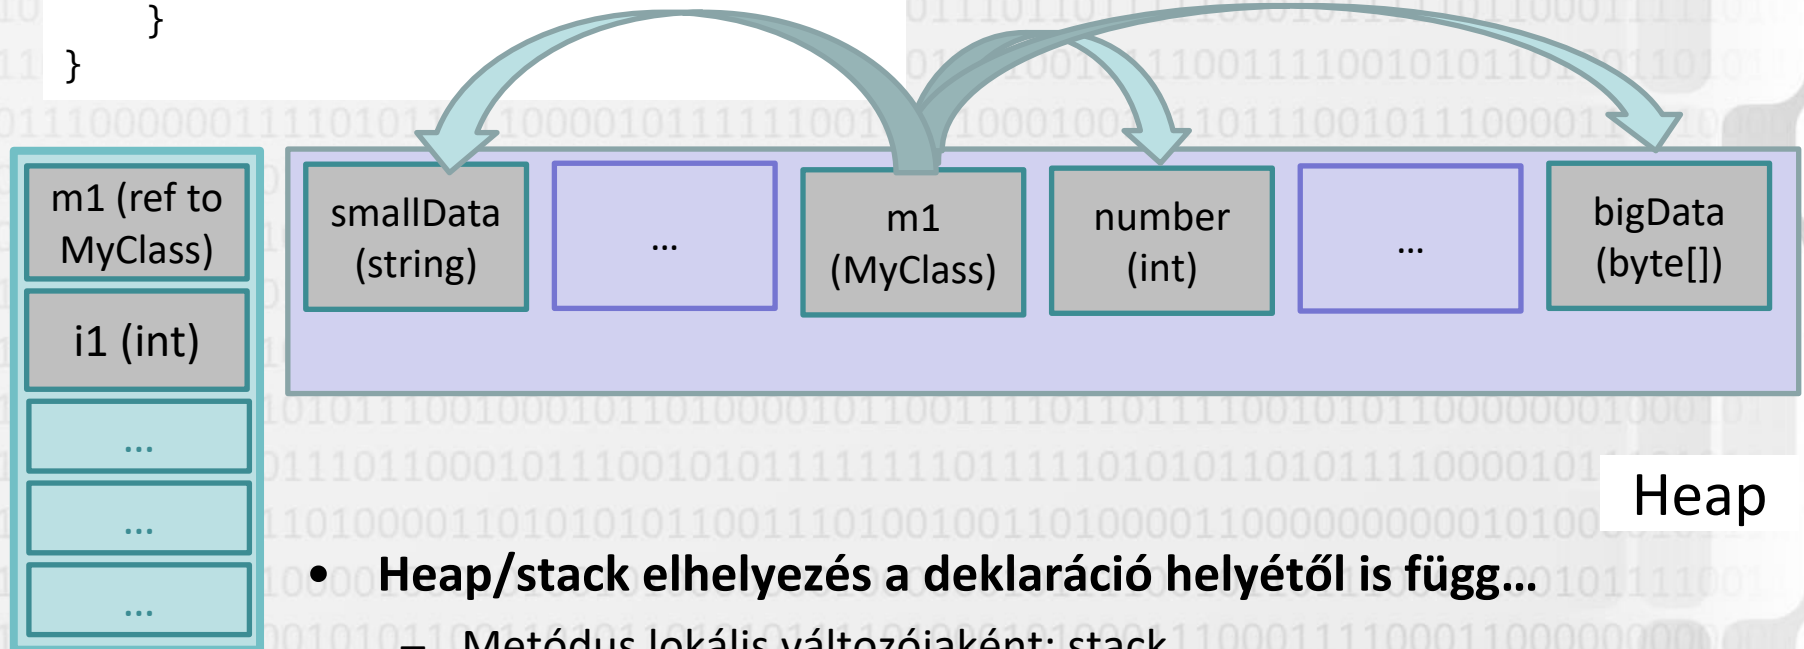 }
}
m1 (ref to
MyClass)
i1 (int)
...
...
...
smallData
(string)
...
m1
(MyClass)
number
(int)
...
bigData
(byte[])
Heap
• Heap/stack elhelyezés a deklaráció helyétől is függ...
– Metódus lokális változójaként: stack